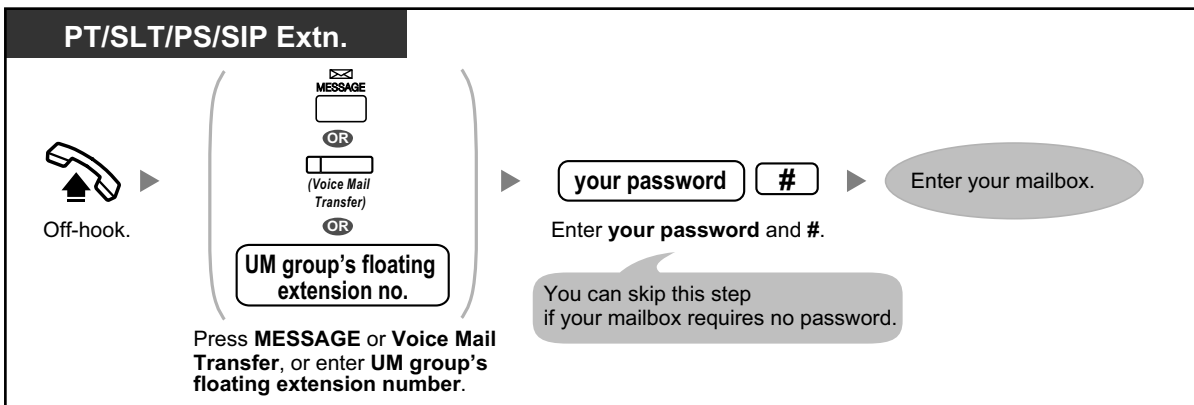 PT/SLT/PS/SIP Extn.
Off-hook.
MESSAGE
OR
(Voice Mail
Transfer)
OR
UM group's floating
extension no.
Press MESSAGE or Voice Mail
Transfer, or enter UM group's
floating extension number.
your password
#
Enter your password and #.
You can skip this step
if your mailbox requires no password.
Enter your mailbox.